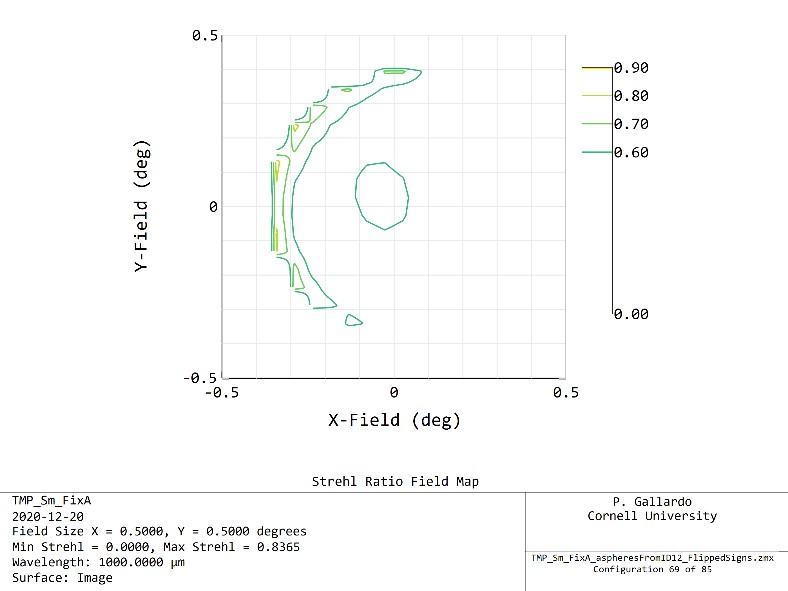 0.5
0
-0.5
-0.5
0
0.5
Y-Field (deg)
X-Field (deg)
0.90
0.80
0.70
0.60
0.00
Strehl Ratio Field Map
TMP_Sm_FixA
2020-12-20
Field Size X = 0.5000, Y = 0.5000 degrees
Min Strehl = 0.0000, Max Strehl = 0.8365
Wavelength: 1000.0000 µm
Surface: Image
P. Gallardo
Cornell University
TMP_Sm_FixA_aspheresFromID12_FlippedSigns.zmx
Configuration 69 of 85